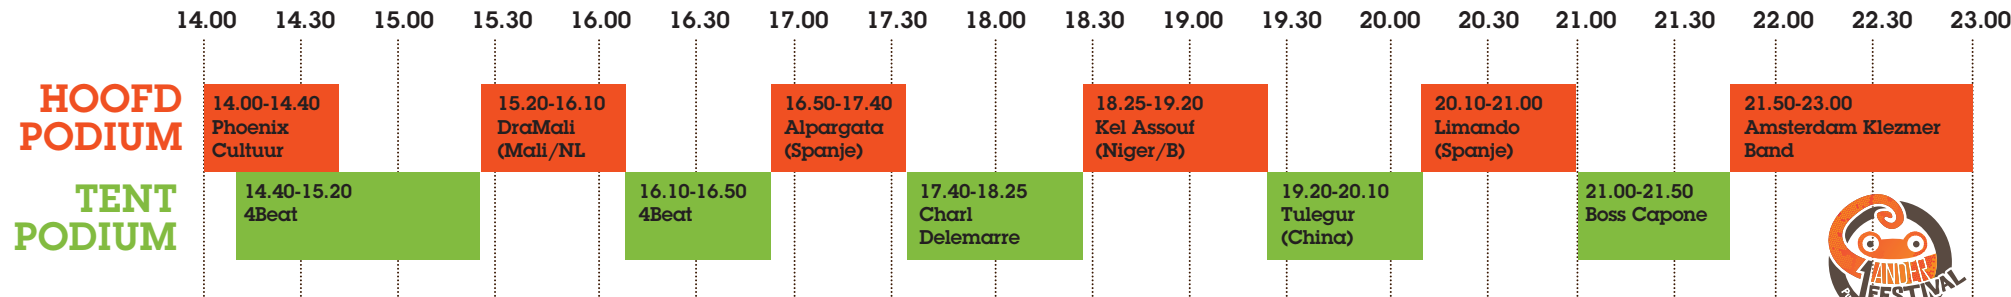 14.00 14.30 15.00 15.30 16.00 16.30 17.00 17.30 18.00 18.30 19.00 19.30 20.00 20.30 21.00 21.30 22.00 22.30 23.00
HOOFD
PODIUM
14.00-14.40
Phoenix
Cultuur
15.20-16.10
DraMali
(Mali/NL
16.50-17.40
Alpargata
(Spanje)
18.25-19.20
Kel Assouf
(Niger/B)
20.10-21.00
Limando
(Spanje)
21.50-23.00
Amsterdam Klezmer
Band
TENT
PODIUM
14.40-15.20
4Beat
16.10-16.50
4Beat
17.40-18.25
Charl
Delemarre
19.20-20.10
Tulegur
(China)
21.00-21.50
Boss Capone
1
ANDER
FESTIVAL